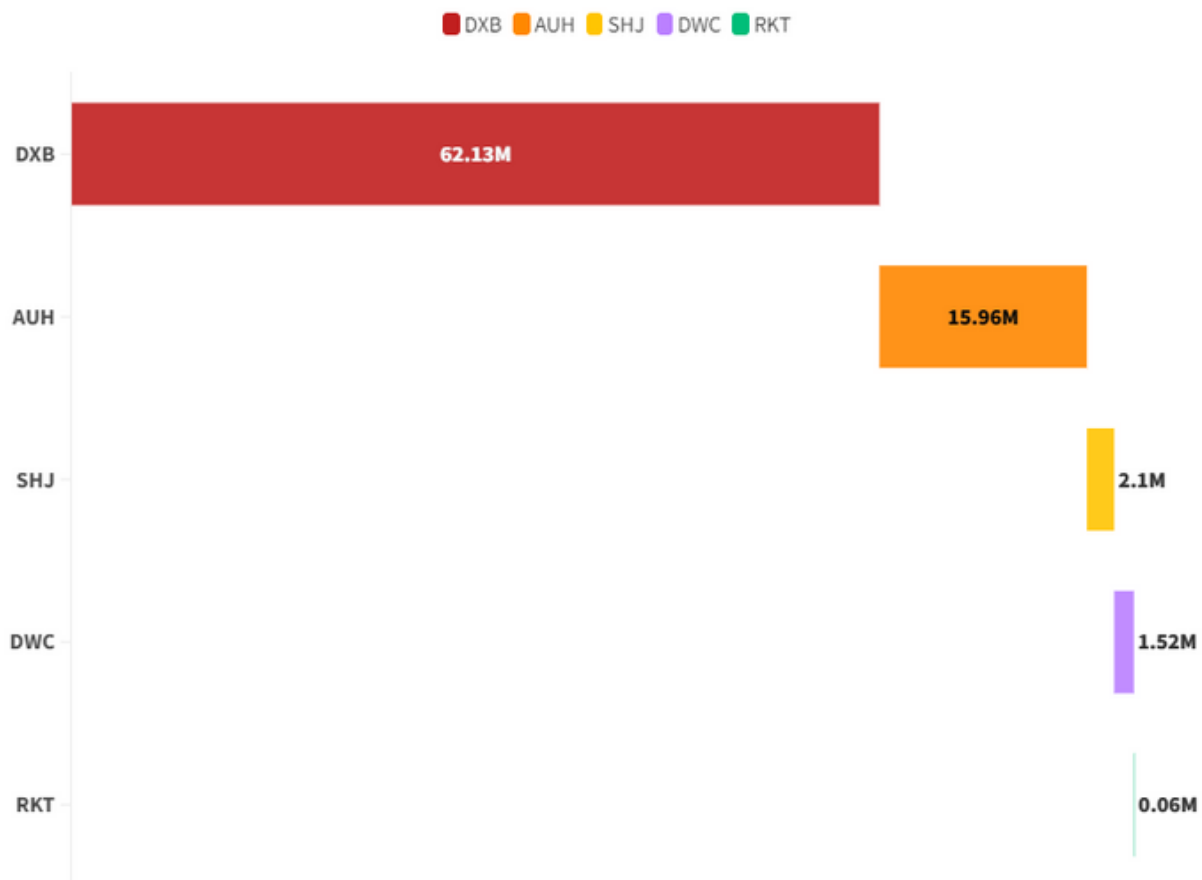 DXB AUH SHJ DWC RKT
DXB 62.13M
AUH 15.96M
SHJ 2.1M
DWC 1.52M
RKT 0.06M